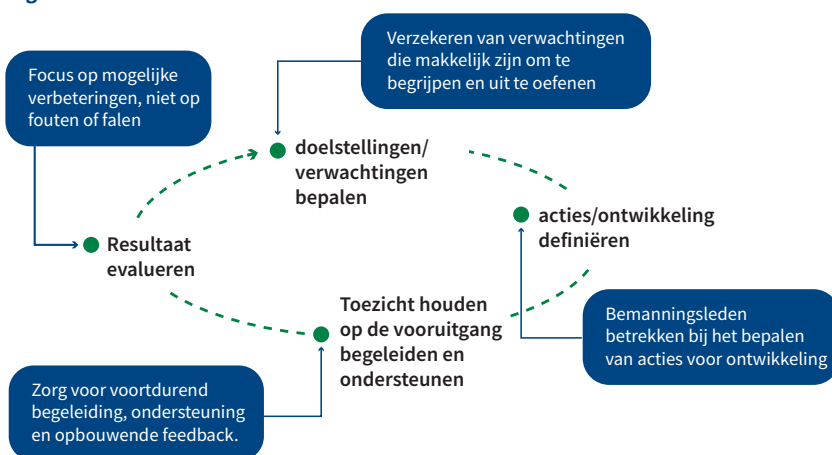 Verzekeren van verwachtingen
die makkelijk zijn om te
begrijpen en uit te oefenen
Focus op mogelijke
verbeteringen, niet op
fouten of falen
doelstellingen/
verwachtingen
bepalen
acties/ontwikkeling
definiëren
Resultaat
evalueren
Toezicht houden
op de vooruitgang
begeleiden en
ondersteunen
Bemanningsleden
betrekken bij het bepalen
van acties voor ontwikkeling
Zorg voor voortdurend
begeleiding, ondersteuning
en opbouwende feedback.